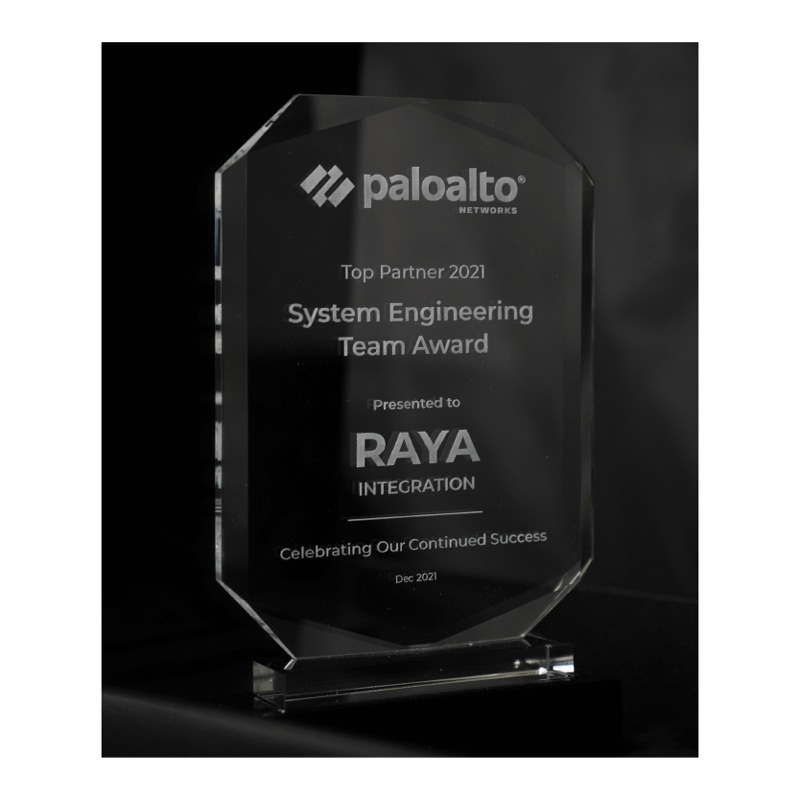 paloalto®
NETWORKS
Top Partner 2021
System Engineering
Team Award
Presented to
RAYA
INTEGRATION
Celebrating Our Continued Success
Dec 2021